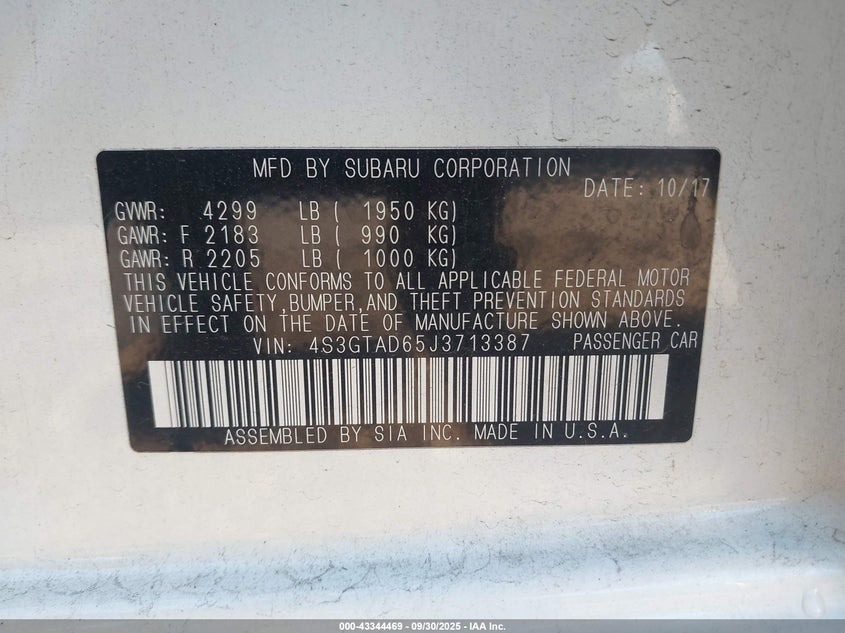 MFD BY SUBARU CORPORATION
DATE: 10/17
GVWR: 4299 LB ( 1950 KG)
GAWR: F 2183 LB ( 990 KG)
GAWR: R 2205 LB ( 1000 KG)
THIS VEHICLE CONFORMS TO ALL APPLICABLE FEDERAL MOTOR
VEHICLE SAFETY,BUMPER,AND THEFT PREVENTION STANDARDS
IN EFFECT ON THE DATE OF MANUFACTURE SHOWN ABOVE.
VIN: 4S3GTAD65J3713387 PASSENGER CAR
ASSEMBLED BY SIA INC. MADE IN U.S.A.
000-43344469 - 09/30/2025 - IAA Inc.